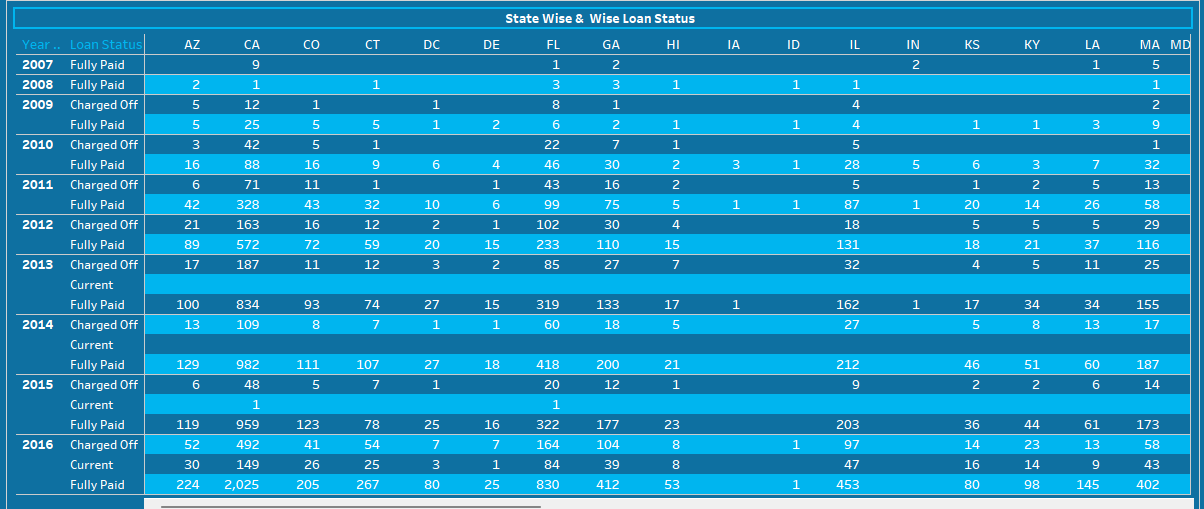 State Wise & Wise Loan Status
Year .. Loan Status AZ CA CO CT DC DE FL GA HI IA ID IL IN KS KY LA MA MD
2007 Fully Paid 9 1 2 2 1 5
2008 Fully Paid 2 1 1 3 3 1 1 1 1
2009 Charged Off 5 12 1 1 8 1 4 2
Fully Paid 5 25 5 5 1 2 6 2 1 1 4 1 1 3 9
2010 Charged Off 3 42 5 1 22 7 1 5 1
Fully Paid 16 88 16 9 6 4 46 30 2 3 1 28 5 6 3 7 32
2011 Charged Off 6 71 11 1 1 43 16 2 5 1 2 5 13
Fully Paid 42 328 43 32 10 6 99 75 5 1 1 87 1 20 14 26 58
2012 Charged Off 21 163 16 12 2 1 102 30 4 18 5 5 5 29
Fully Paid 89 572 72 59 20 15 233 110 15 131 18 21 37 116
2013 Charged Off 17 187 11 12 3 2 85 27 7 32 4 5 11 25
Current
Fully Paid 100 834 93 74 27 15 319 133 17 1 162 1 17 34 34 155
2014 Charged Off 13 109 8 7 1 1 60 18 5 27 5 8 13 17
Current
Fully Paid 129 982 111 107 27 18 418 200 21 212 46 51 60 187
2015 Charged Off 6 48 5 7 1 20 12 1 9 2 2 6 14
Current 1 1
Fully Paid 119 959 123 78 25 16 322 177 23 203 36 44 61 173
2016 Charged Off 52 492 41 54 7 7 164 104 8 1 97 14 23 13 58
Current 30 149 26 25 3 1 84 39 8 47 16 14 9 43
Fully Paid 224 2,025 205 267 80 25 830 412 53 1 453 80 98 145 402